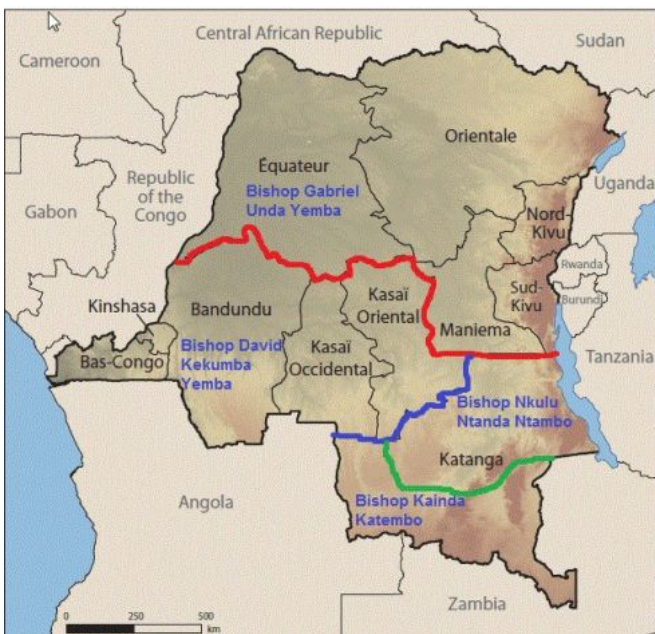 Central African Republic
Sudan
Cameroon
Orientale
Équateur
Bishop Gabriel
Unda Yemba
Republic
of the
Congo
Uganda
Gabon
Nord-
Kivu
Rwanda
Kinshasa
Bandundu
Kasaï
Oriental
Sud-
Kivu
Burundi
Maniema
Bas-Congo
Bishop David
Kekumba
Yemba
Kasaï
Occidental
Tanzania
Bishop Nkulu
Ntanda Ntambo
Katanga
Angola
Bishop Kainda
Katembo
Zambia
0 250 500
km